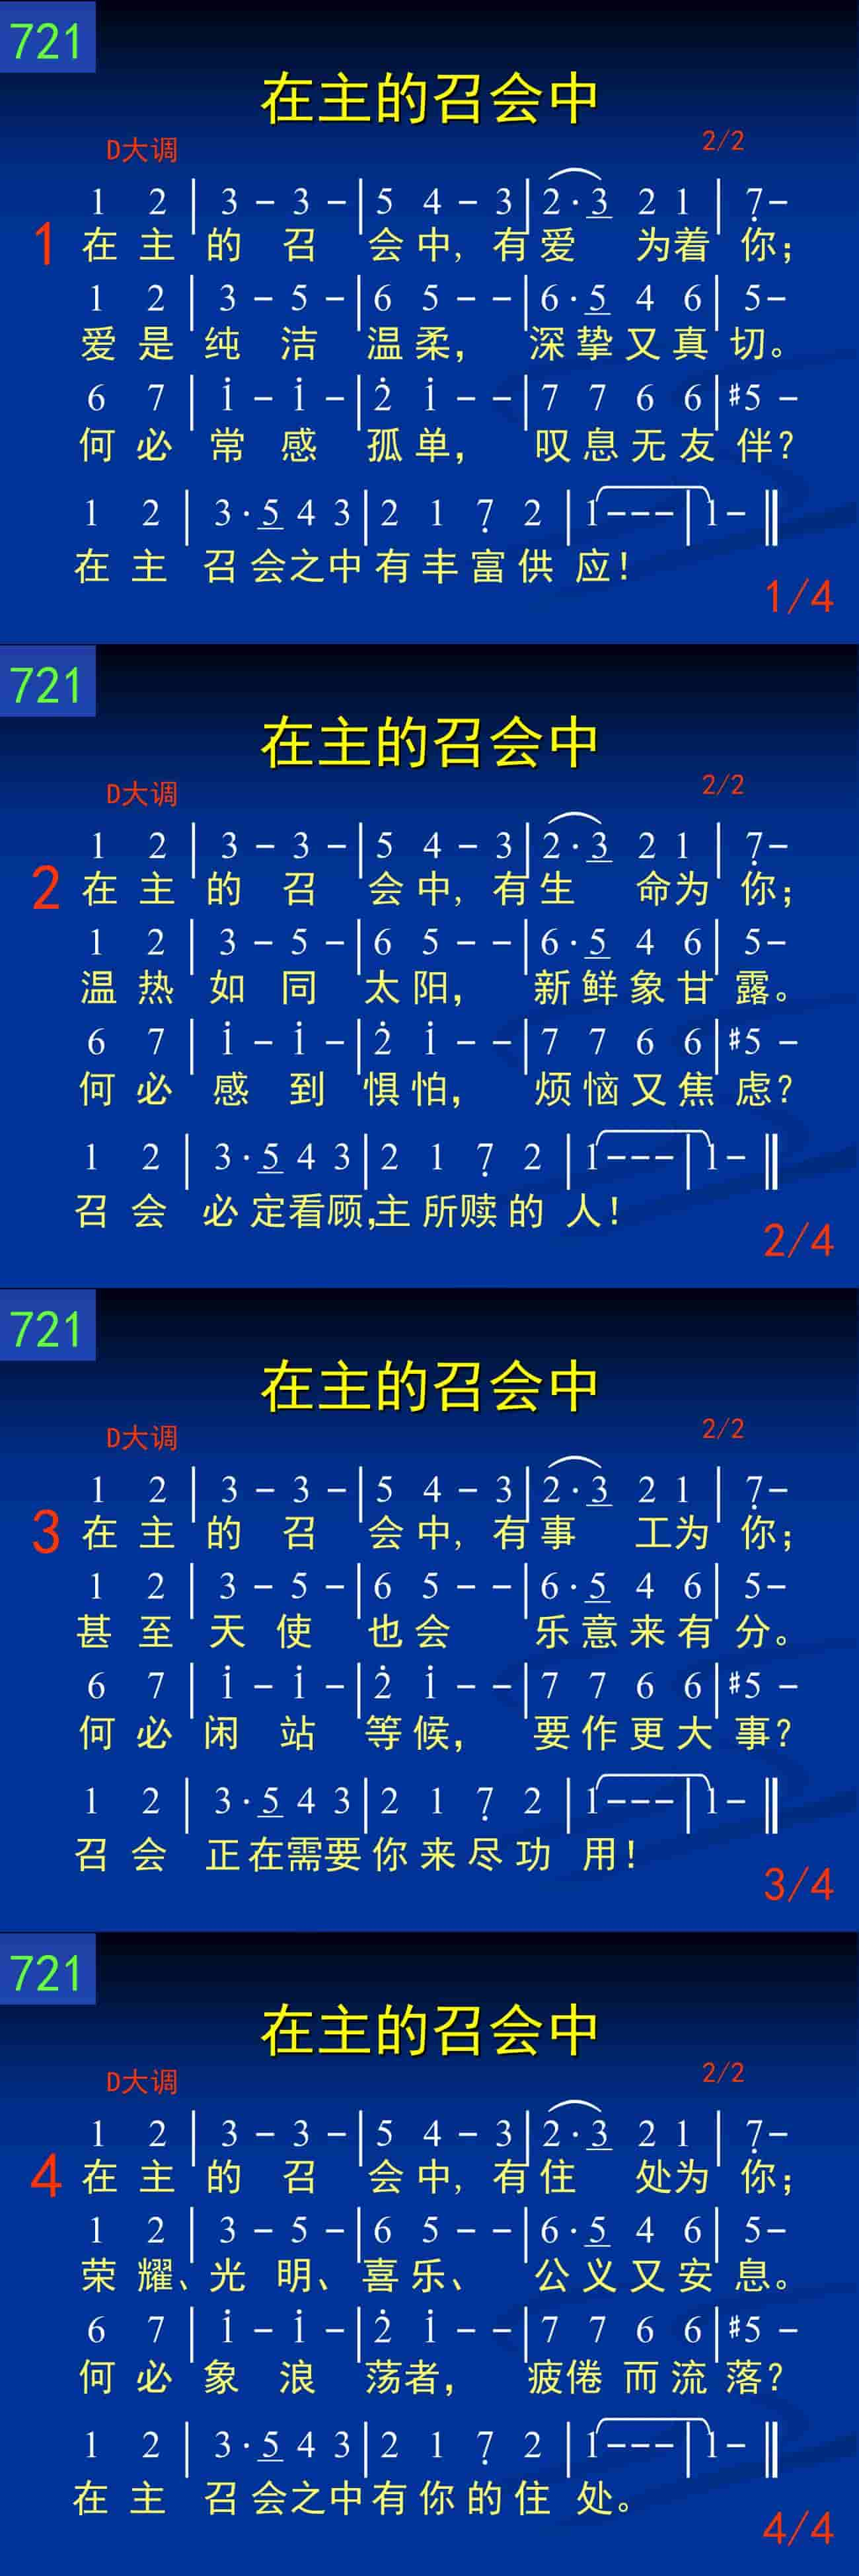 721
在主的召会中
D大调
2/2
1 2 | 3 - 3 - | 5 4 - 3 | 2 · 3 2 1 | 7̣ -
1 在主的召会中, 有爱为着你;
1 2 | 3 - 5 - | 6 5 - - | 6 · 5 4 6 | 5 -
爱是纯洁温柔, 深挚又真切。
6 7 | 1̇ - 1̇ - | 2̇ 1̇ - - | 7 7 6 6 | #5 -
何必常感孤单, 叹息无友伴?
1 2 | 3 · 5 4 3 | 2 1 7̣ 2 | 1 - - - | 1 - ‖
在主召会之中有丰富供应!
1/4
721
在主的召会中
D大调
2/2
1 2 | 3 - 3 - | 5 4 - 3 | 2 · 3 2 1 | 7̣ -
2 在主的召会中, 有生命为你;
1 2 | 3 - 5 - | 6 5 - - | 6 · 5 4 6 | 5 -
温热如同太阳, 新鲜象甘露。
6 7 | 1̇ - 1̇ - | 2̇ 1̇ - - | 7 7 6 6 | #5 -
何必感到惧怕, 烦恼又焦虑?
1 2 | 3 · 5 4 3 | 2 1 7̣ 2 | 1 - - - | 1 - ‖
召会必定看顾,主所赎的人!
2/4
721
在主的召会中
D大调
2/2
1 2 | 3 - 3 - | 5 4 - 3 | 2 · 3 2 1 | 7̣ -
3 在主的召会中, 有事工为你;
1 2 | 3 - 5 - | 6 5 - - | 6 · 5 4 6 | 5 -
甚至天使也会 乐意来有分。
6 7 | 1̇ - 1̇ - | 2̇ 1̇ - - | 7 7 6 6 | #5 -
何必闲站等候, 要作更大事?
1 2 | 3 · 5 4 3 | 2 1 7̣ 2 | 1 - - - | 1 - ‖
召会正在需要你来尽功用!
3/4
721
在主的召会中
D大调
2/2
1 2 | 3 - 3 - | 5 4 - 3 | 2 · 3 2 1 | 7̣ -
4 在主的召会中, 有住处为你;
1 2 | 3 - 5 - | 6 5 - - | 6 · 5 4 6 | 5 -
荣耀、光明、喜乐、公义又安息。
6 7 | 1̇ - 1̇ - | 2̇ 1̇ - - | 7 7 6 6 | #5 -
何必象浪荡者, 疲倦而流落?
1 2 | 3 · 5 4 3 | 2 1 7̣ 2 | 1 - - - | 1 - ‖
在主召会之中有你的住处。
4/4